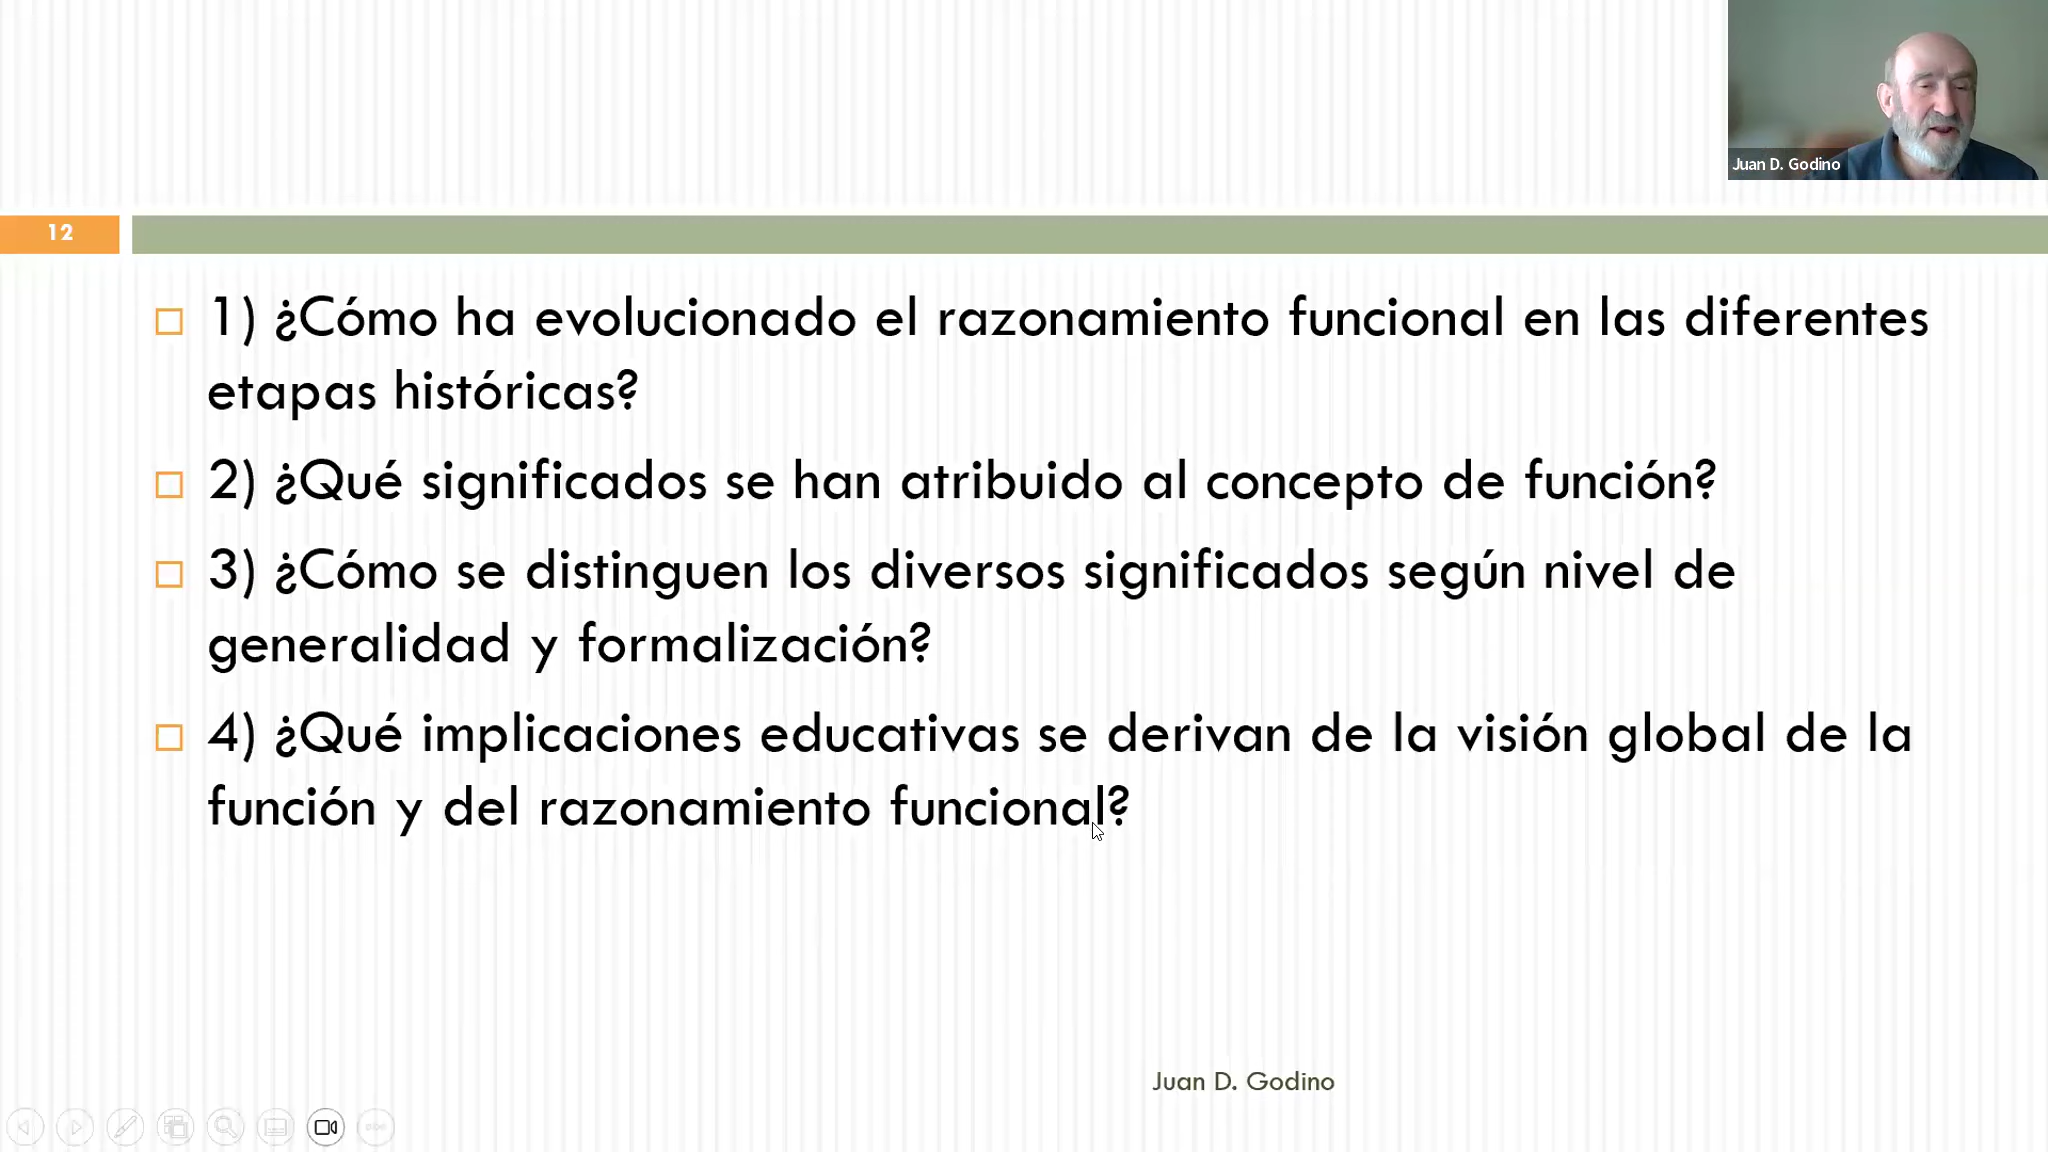 Juan D. Godino
12
1) ¿Cómo ha evolucionado el razonamiento funcional en las diferentes
etapas históricas?
2) ¿Qué significados se han atribuido al concepto de función?
3) ¿Cómo se distinguen los diversos significados según nivel de
generalidad y formalización?
4) ¿Qué implicaciones educativas se derivan de la visión global de la
función y del razonamiento funcional?
Juan D. Godino